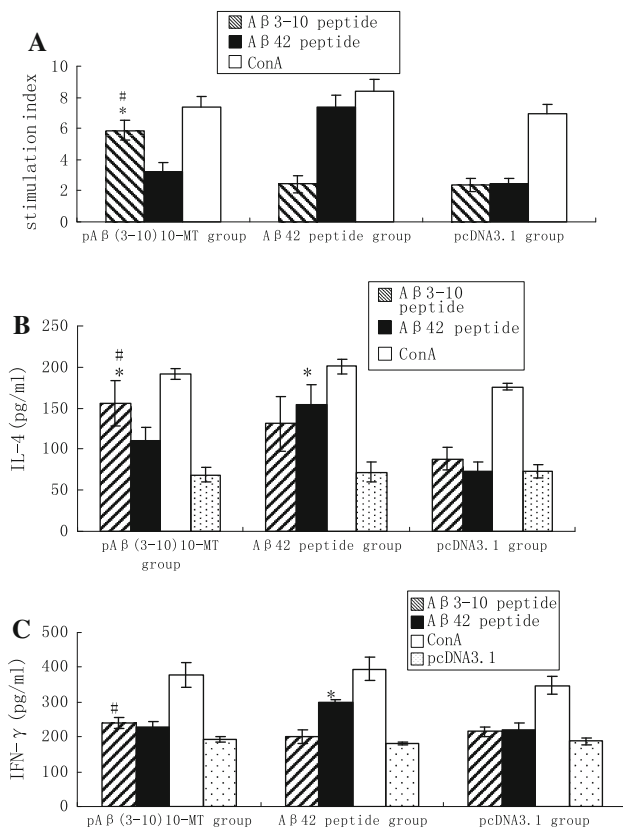 A
Aβ3-10 peptide
Aβ42 peptide
ConA
stimulation index
10
8
6
4
2
0
#
*
pAβ(3-10)10-MT group
Aβ42 peptide group
pcDNA3.1 group
B
Aβ3-10
peptide
Aβ42 peptide
ConA
IL-4 (pg/ml)
250
200
150
100
50
0
#
*
*
pAβ(3-10)10-MT
group
Aβ42 peptide group
pcDNA3.1 group
C
Aβ3-10 peptide
Aβ42 peptide
ConA
pcDNA3.1
IFN-γ (pg/ml)
500
400
300
200
100
0
#
*
pAβ(3-10)10-MT group
Aβ42 peptide group
pcDNA3.1 group